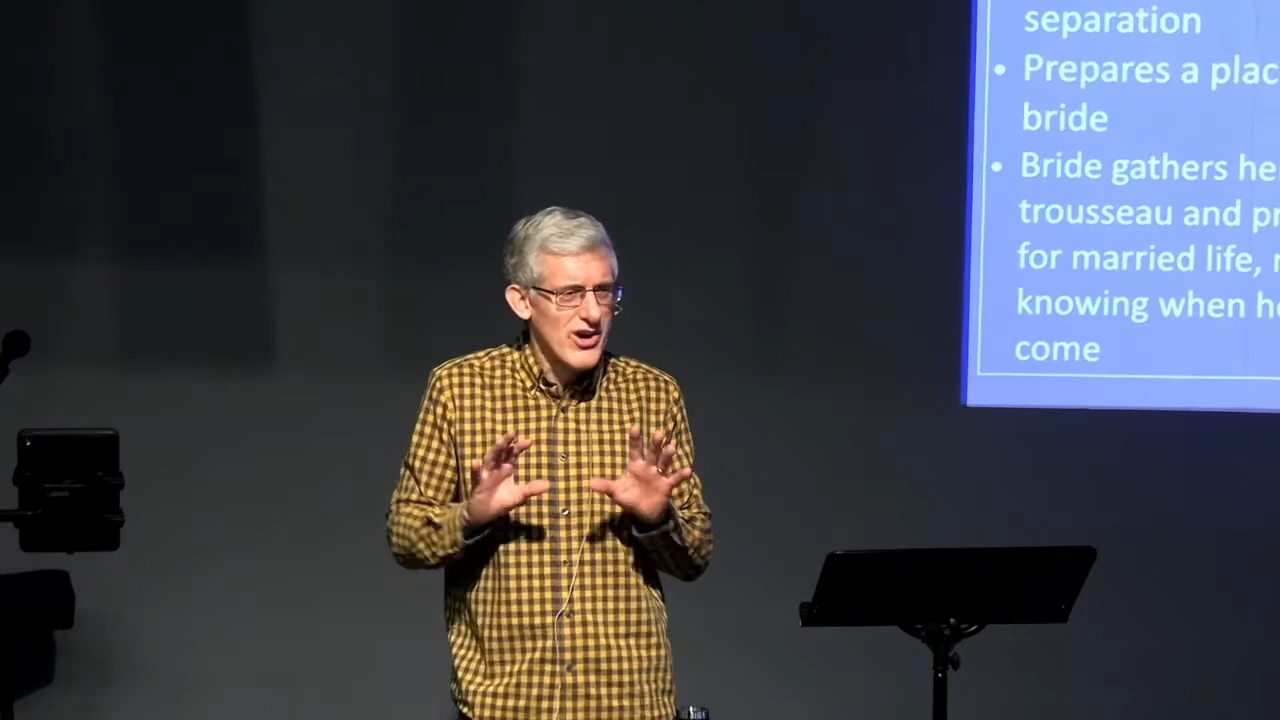 separation
• Prepares a plac
bride
• Bride gathers he
trousseau and pr
for married life,
knowing when h
come